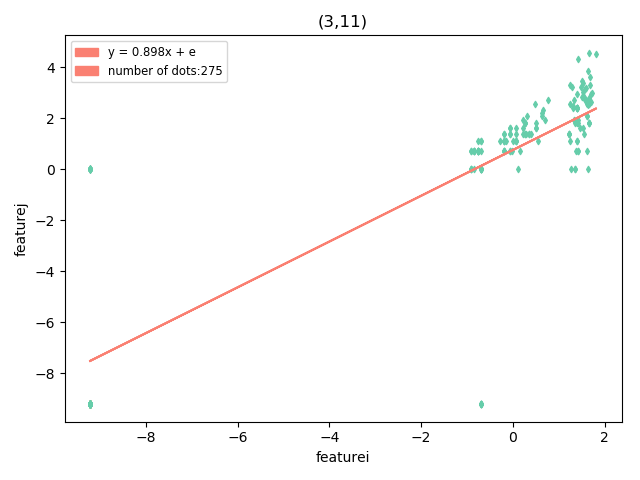 (3,11)
y = 0.898x + e
number of dots:275
4
2
0
−2
−4
−6
−8
featurej
−8 −6 −4 −2 0 2
featurei